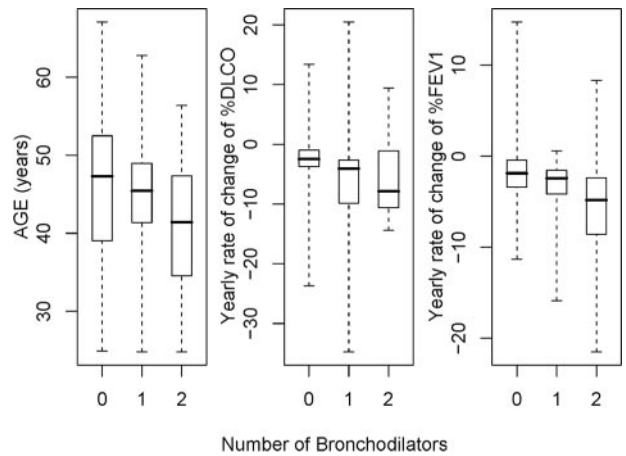 AGE (years)
60
50
40
30
0 1 2
Yearly rate of change of %DLCO
20
10
0
−10
−20
−30
0 1 2
Yearly rate of change of %FEV1
10
0
−10
−20
0 1 2
Number of Bronchodilators